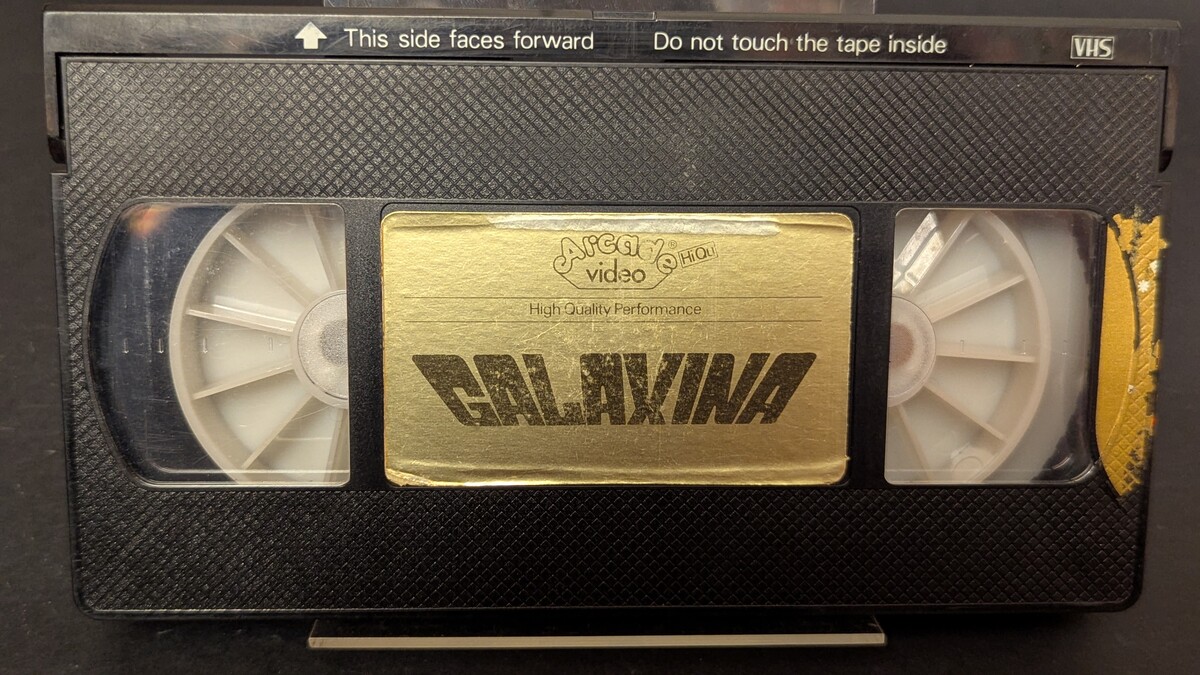 This side faces forward Do not touch the tape inside VHS
Arcade® HiQu
video
High Quality Performance
GALAXINA